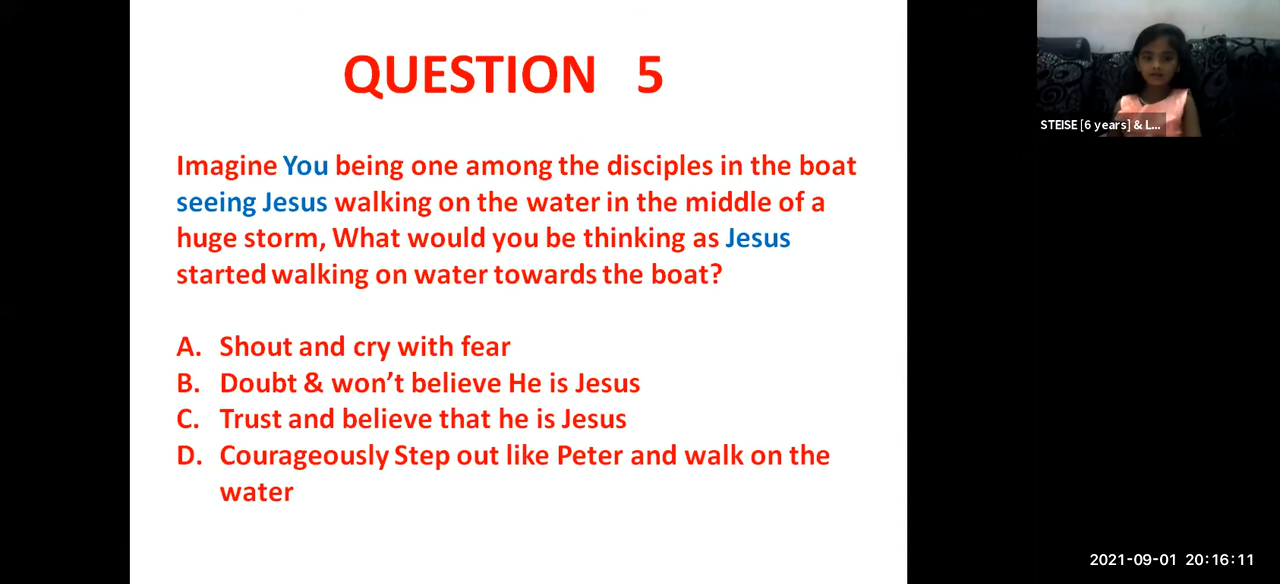 QUESTION 5
Imagine You being one among the disciples in the boat
seeing Jesus walking on the water in the middle of a
huge storm, What would you be thinking as Jesus
started walking on water towards the boat?
A. Shout and cry with fear
B. Doubt & won't believe He is Jesus
C. Trust and believe that he is Jesus
D. Courageously Step out like Peter and walk on the
water
STEISE [6 years] & L...
2021-09-01 20:16:11